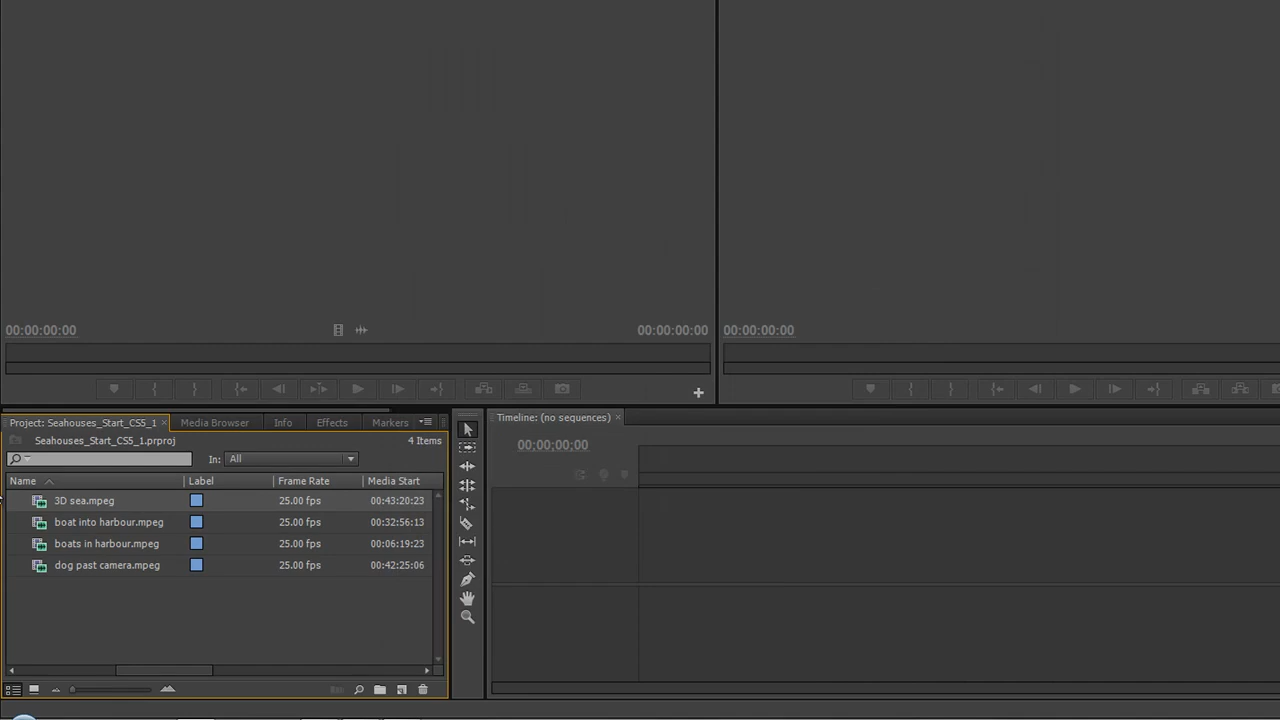 00:00:00:00
00:00:00:00
00:00:00:00
Project: Seahouses_Start_CS5_1 ×
Media Browser
Info
Effects
Markers
Timeline: (no sequences) ×
Seahouses_Start_CS5_1.prproj
4 Items
00;00;00;00
In: All
Name
Label
Frame Rate
Media Start
3D sea.mpeg
25.00 fps
00:43:20:23
boat into harbour.mpeg
25.00 fps
00:32:56:13
boats in harbour.mpeg
25.00 fps
00:06:19:23
dog past camera.mpeg
25.00 fps
00:42:25:06